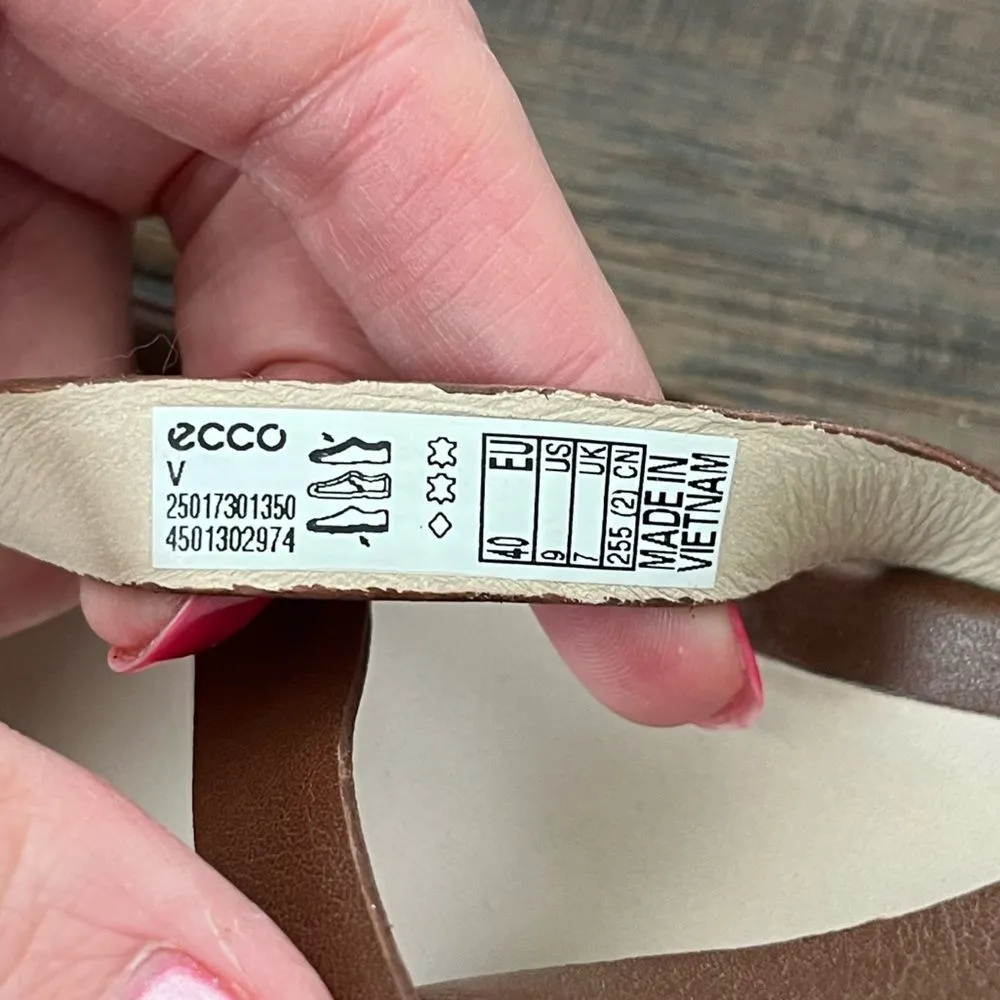 ecco
V
25017301350
4501302974
EU 40
US 9
UK 7
CN 255 (2)
MADE IN
VIETNAM